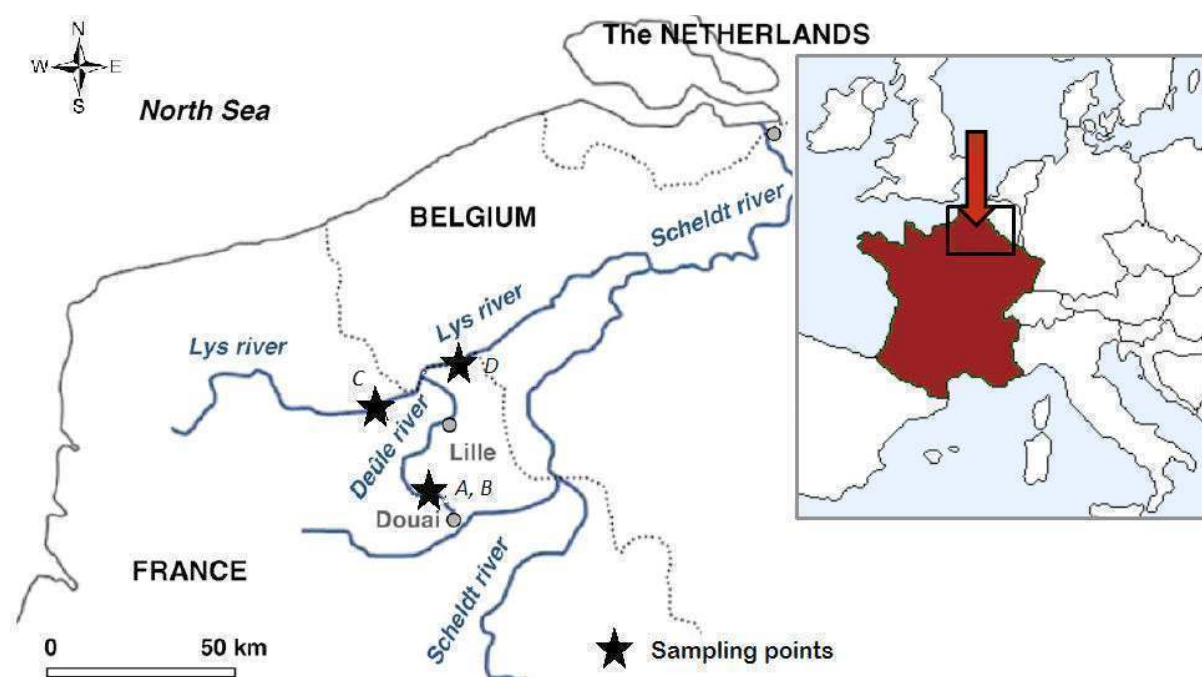 The NETHERLANDS
N
W E
S
North Sea
BELGIUM
Scheldt river
Lys river
Lys river
C
D
Deûle river
Lille
A, B
Douai
FRANCE
Scheldt river
0 50 km
Sampling points